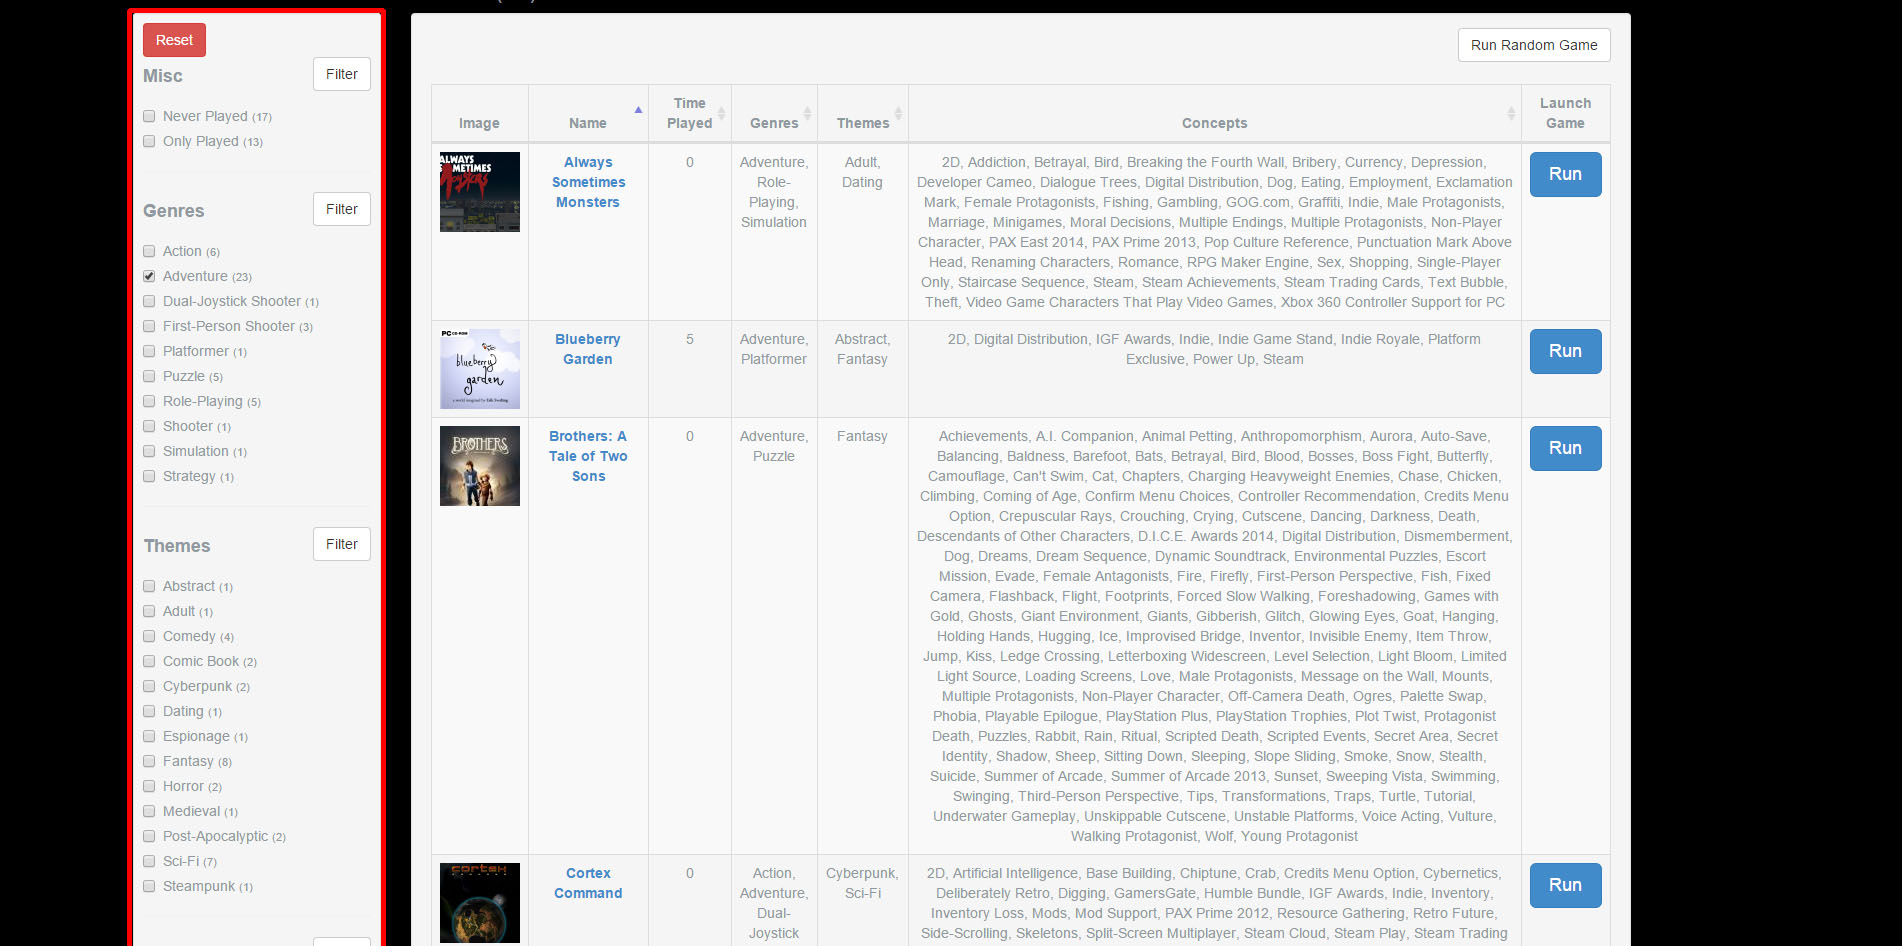 Reset
Misc
Filter
Never Played (17)
Only Played (13)
Genres
Filter
Action (6)
Adventure (23)
Dual-Joystick Shooter (1)
First-Person Shooter (3)
Platformer (1)
Puzzle (5)
Role-Playing (5)
Shooter (1)
Simulation (1)
Strategy (1)
Themes
Filter
Abstract (1)
Adult (1)
Comedy (4)
Comic Book (2)
Cyberpunk (2)
Dating (1)
Espionage (1)
Fantasy (8)
Horror (2)
Medieval (1)
Post-Apocalyptic (2)
Sci-Fi (7)
Steampunk (1)
Run Random Game
Image
Name
Time
Played
Genres
Themes
Concepts
Launch
Game
ALWAYS
SOMETIMES
MONSTERS
Always
Sometimes
Monsters
0
Adventure,
Role-
Playing,
Simulation
Adult,
Dating
2D, Addiction, Betrayal, Bird, Breaking the Fourth Wall, Bribery, Currency, Depression,
Developer Cameo, Dialogue Trees, Digital Distribution, Dog, Eating, Employment, Exclamation
Mark, Female Protagonists, Fishing, Gambling, GOG.com, Graffiti, Indie, Male Protagonists,
Marriage, Minigames, Moral Decisions, Multiple Endings, Multiple Protagonists, Non-Player
Character, PAX East 2014, PAX Prime 2013, Pop Culture Reference, Punctuation Mark Above
Head, Renaming Characters, Romance, RPG Maker Engine, Sex, Shopping, Single-Player
Only, Staircase Sequence, Steam, Steam Achievements, Steam Trading Cards, Text Bubble,
Theft, Video Game Characters That Play Video Games, Xbox 360 Controller Support for PC
Run
PC CD-ROM
blueberry
garden
a world imagined by Erik Svedäng
Blueberry
Garden
5
Adventure,
Platformer
Abstract,
Fantasy
2D, Digital Distribution, IGF Awards, Indie, Indie Game Stand, Indie Royale, Platform
Exclusive, Power Up, Steam
Run
BROTHERS
Brothers: A
Tale of Two
Sons
0
Adventure,
Puzzle
Fantasy
Achievements, A.I. Companion, Animal Petting, Anthropomorphism, Aurora, Auto-Save,
Balancing, Baldness, Barefoot, Bats, Betrayal, Bird, Blood, Bosses, Boss Fight, Butterfly,
Camouflage, Can't Swim, Cat, Chapters, Charging Heavyweight Enemies, Chase, Chicken,
Climbing, Coming of Age, Confirm Menu Choices, Controller Recommendation, Credits Menu
Option, Crepuscular Rays, Crouching, Crying, Cutscene, Dancing, Darkness, Death,
Descendants of Other Characters, D.I.C.E. Awards 2014, Digital Distribution, Dismemberment,
Dog, Dreams, Dream Sequence, Dynamic Soundtrack, Environmental Puzzles, Escort
Mission, Evade, Female Antagonists, Fire, Firefly, First-Person Perspective, Fish, Fixed
Camera, Flashback, Flight, Footprints, Forced Slow Walking, Foreshadowing, Games with
Gold, Ghosts, Giant Environment, Giants, Gibberish, Glitch, Glowing Eyes, Goat, Hanging,
Holding Hands, Hugging, Ice, Improvised Bridge, Inventor, Invisible Enemy, Item Throw,
Jump, Kiss, Ledge Crossing, Letterboxing Widescreen, Level Selection, Light Bloom, Limited
Light Source, Loading Screens, Love, Male Protagonists, Message on the Wall, Mounts,
Multiple Protagonists, Non-Player Character, Off-Camera Death, Ogres, Palette Swap,
Phobia, Playable Epilogue, PlayStation Plus, PlayStation Trophies, Plot Twist, Protagonist
Death, Puzzles, Rabbit, Rain, Ritual, Scripted Death, Scripted Events, Secret Area, Secret
Identity, Shadow, Sheep, Sitting Down, Sleeping, Slope Sliding, Smoke, Snow, Stealth,
Suicide, Summer of Arcade, Summer of Arcade 2013, Sunset, Sweeping Vista, Swimming,
Swinging, Third-Person Perspective, Tips, Transformations, Traps, Turtle, Tutorial,
Underwater Gameplay, Unskippable Cutscene, Unstable Platforms, Voice Acting, Vulture,
Walking Protagonist, Wolf, Young Protagonist
Run
CORTEX
Cortex
Command
0
Action,
Adventure,
Dual-
Joystick
Cyberpunk,
Sci-Fi
2D, Artificial Intelligence, Base Building, Chiptune, Crab, Credits Menu Option, Cybernetics,
Deliberately Retro, Digging, GamersGate, Humble Bundle, IGF Awards, Indie, Inventory,
Inventory Loss, Mods, Mod Support, PAX Prime 2012, Resource Gathering, Retro Future,
Side-Scrolling, Skeletons, Split-Screen Multiplayer, Steam Cloud, Steam Play, Steam Trading
Run